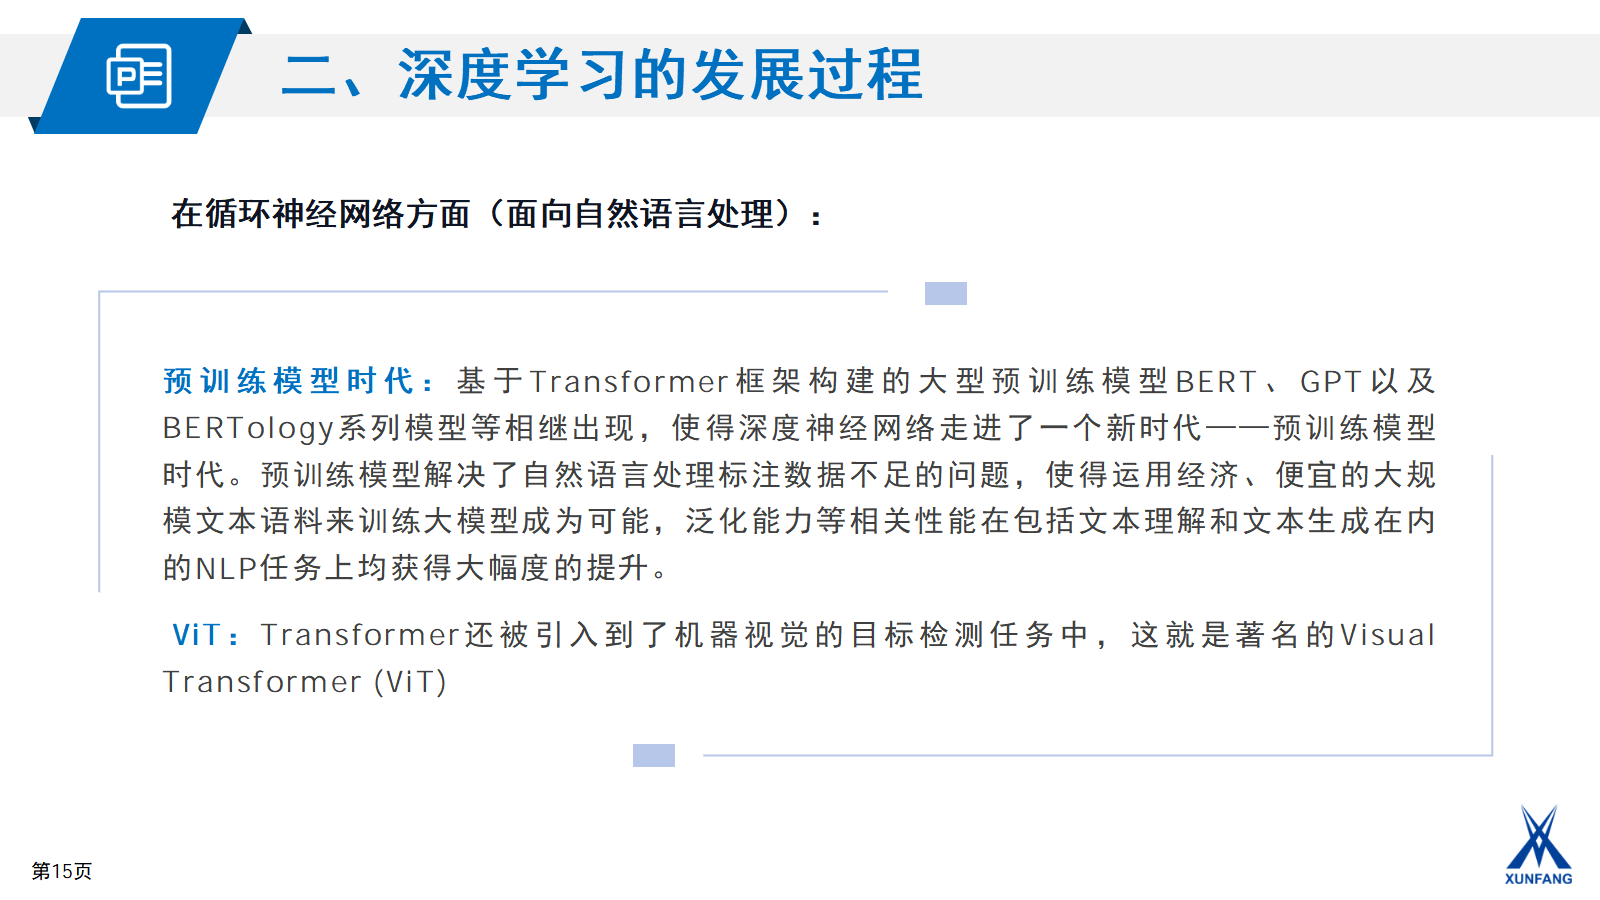 二、深度学习的发展过程
在循环神经网络方面（面向自然语言处理）：
预训练模型时代：基于Transformer框架构建的大型预训练模型BERT、GPT以及
BERTology系列模型等相继出现，使得深度神经网络走进了一个新时代——预训练模型
时代。预训练模型解决了自然语言处理标注数据不足的问题，使得运用经济、便宜的大规
模文本语料来训练大模型成为可能，泛化能力等相关性能在包括文本理解和文本生成在内
的NLP任务上均获得大幅度的提升。
ViT：Transformer还被引入到了机器视觉的目标检测任务中，这就是著名的Visual
Transformer (ViT)
第15页
XUNFANG